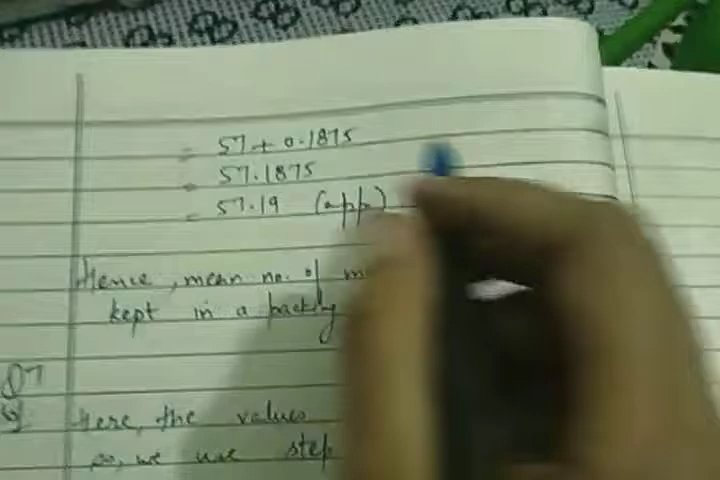 = 57 + 0.1875
= 57.1875
= 57.19 (app)
Hence, mean no. of
kept in a packing
Q7
Here, the values
so, we use step